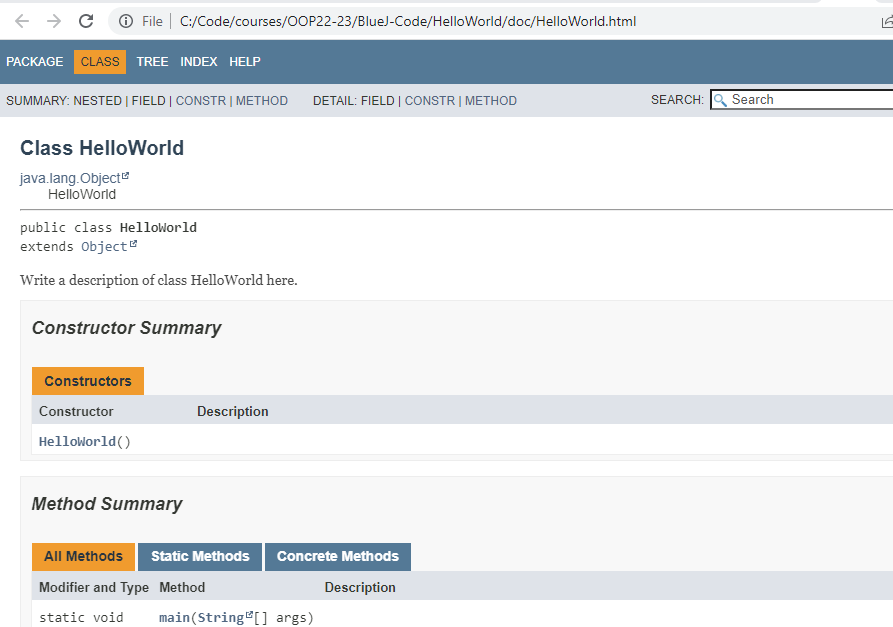 File | C:/Code/courses/OOP22-23/BlueJ-Code/HelloWorld/doc/HelloWorld.html
PACKAGE CLASS TREE INDEX HELP
SUMMARY: NESTED | FIELD | CONSTR | METHOD DETAIL: FIELD | CONSTR | METHOD SEARCH: Search
Class HelloWorld
java.lang.Object
HelloWorld
public class HelloWorld
extends Object
Write a description of class HelloWorld here.
Constructor Summary
Constructors
Constructor Description
HelloWorld()
Method Summary
All Methods Static Methods Concrete Methods
Modifier and Type Method Description
static void main(String[] args)